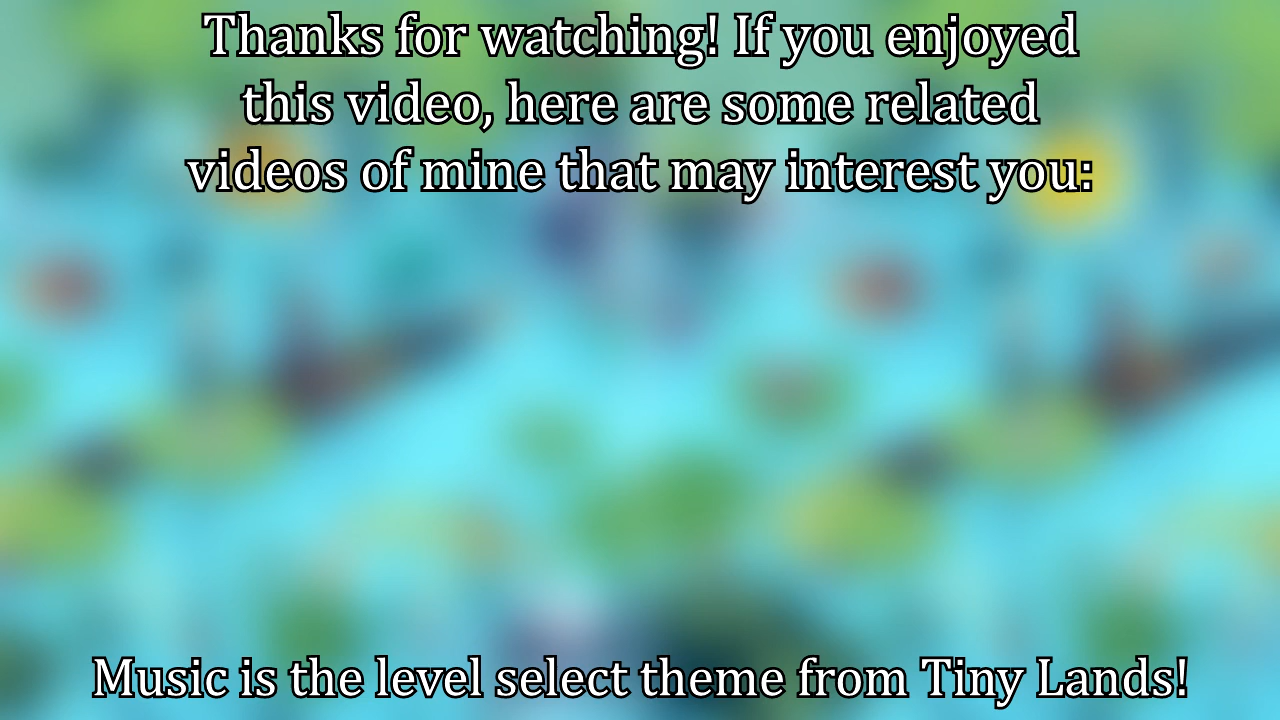 Thanks for watching! If you enjoyed
this video, here are some related
videos of mine that may interest you:
Music is the level select theme from Tiny Lands!